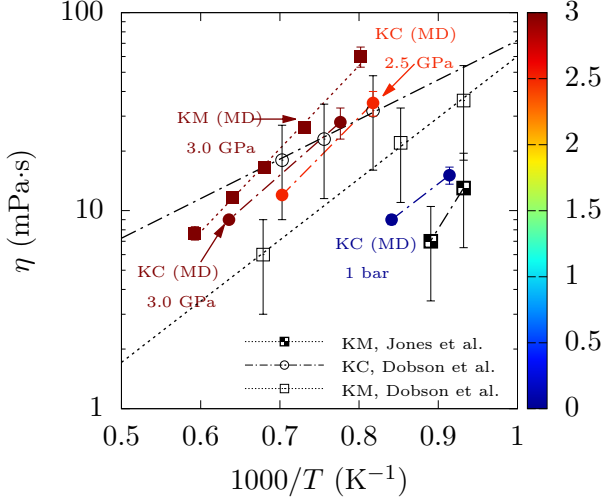 100
10
1
η (mPa·s)
0.5 0.6 0.7 0.8 0.9 1
1000/T (K⁻¹)
KC (MD)
2.5 GPa
KM (MD)
3.0 GPa
KC (MD)
3.0 GPa
KC (MD)
1 bar
KM, Jones et al.
KC, Dobson et al.
KM, Dobson et al.
3
2.5
2
1.5
1
0.5
0